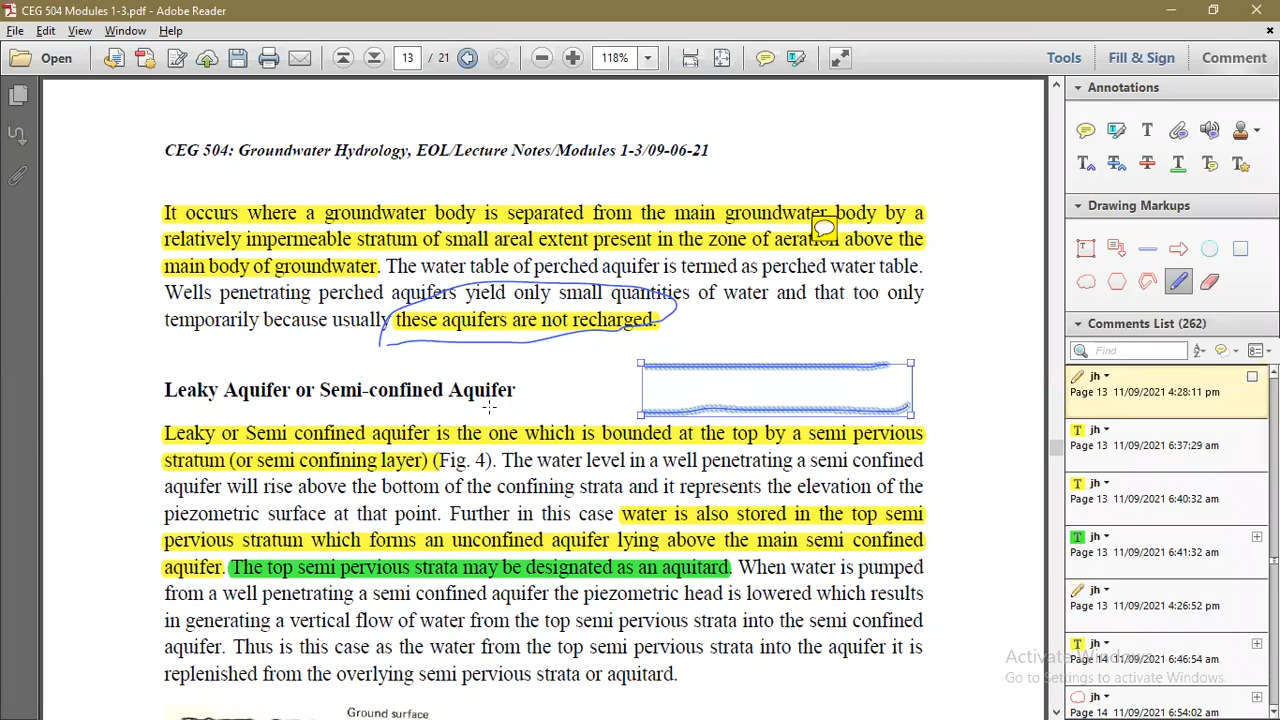 CEG 504 Modules 1-3.pdf - Adobe Reader
File Edit View Window Help
Open 13 / 21 118% Tools Fill & Sign Comment
Annotations
Drawing Markups
Comments List (262)
Find
jh
Page 13 11/09/2021 4:28:11 pm
jh
Page 13 11/09/2021 6:37:29 am
jh
Page 13 11/09/2021 6:40:32 am
jh
Page 13 11/09/2021 6:41:32 am
jh
Page 13 11/09/2021 4:26:52 pm
jh
Page 14 11/09/2021 6:46:54 am
jh
Page 14 11/09/2021 6:54:02 am
CEG 504: Groundwater Hydrology, EOL/Lecture Notes/Modules 1-3/09-06-21
It occurs where a groundwater body is separated from the main groundwater body by a
relatively impermeable stratum of small areal extent present in the zone of aeration above the
main body of groundwater. The water table of perched aquifer is termed as perched water table.
Wells penetrating perched aquifers yield only small quantities of water and that too only
temporarily because usually these aquifers are not recharged.
Leaky Aquifer or Semi-confined Aquifer
Leaky or Semi confined aquifer is the one which is bounded at the top by a semi pervious
stratum (or semi confining layer) (Fig. 4). The water level in a well penetrating a semi confined
aquifer will rise above the bottom of the confining strata and it represents the elevation of the
piezometric surface at that point. Further in this case water is also stored in the top semi
pervious stratum which forms an unconfined aquifer lying above the main semi confined
aquifer. The top semi pervious strata may be designated as an aquitard. When water is pumped
from a well penetrating a semi confined aquifer the piezometric head is lowered which results
in generating a vertical flow of water from the top semi pervious strata into the semi confined
aquifer. Thus is this case as the water from the top semi pervious strata into the aquifer it is
replenished from the overlying semi pervious strata or aquitard.
Ground surface
Activate Windows
Go to Settings to activate Windows.